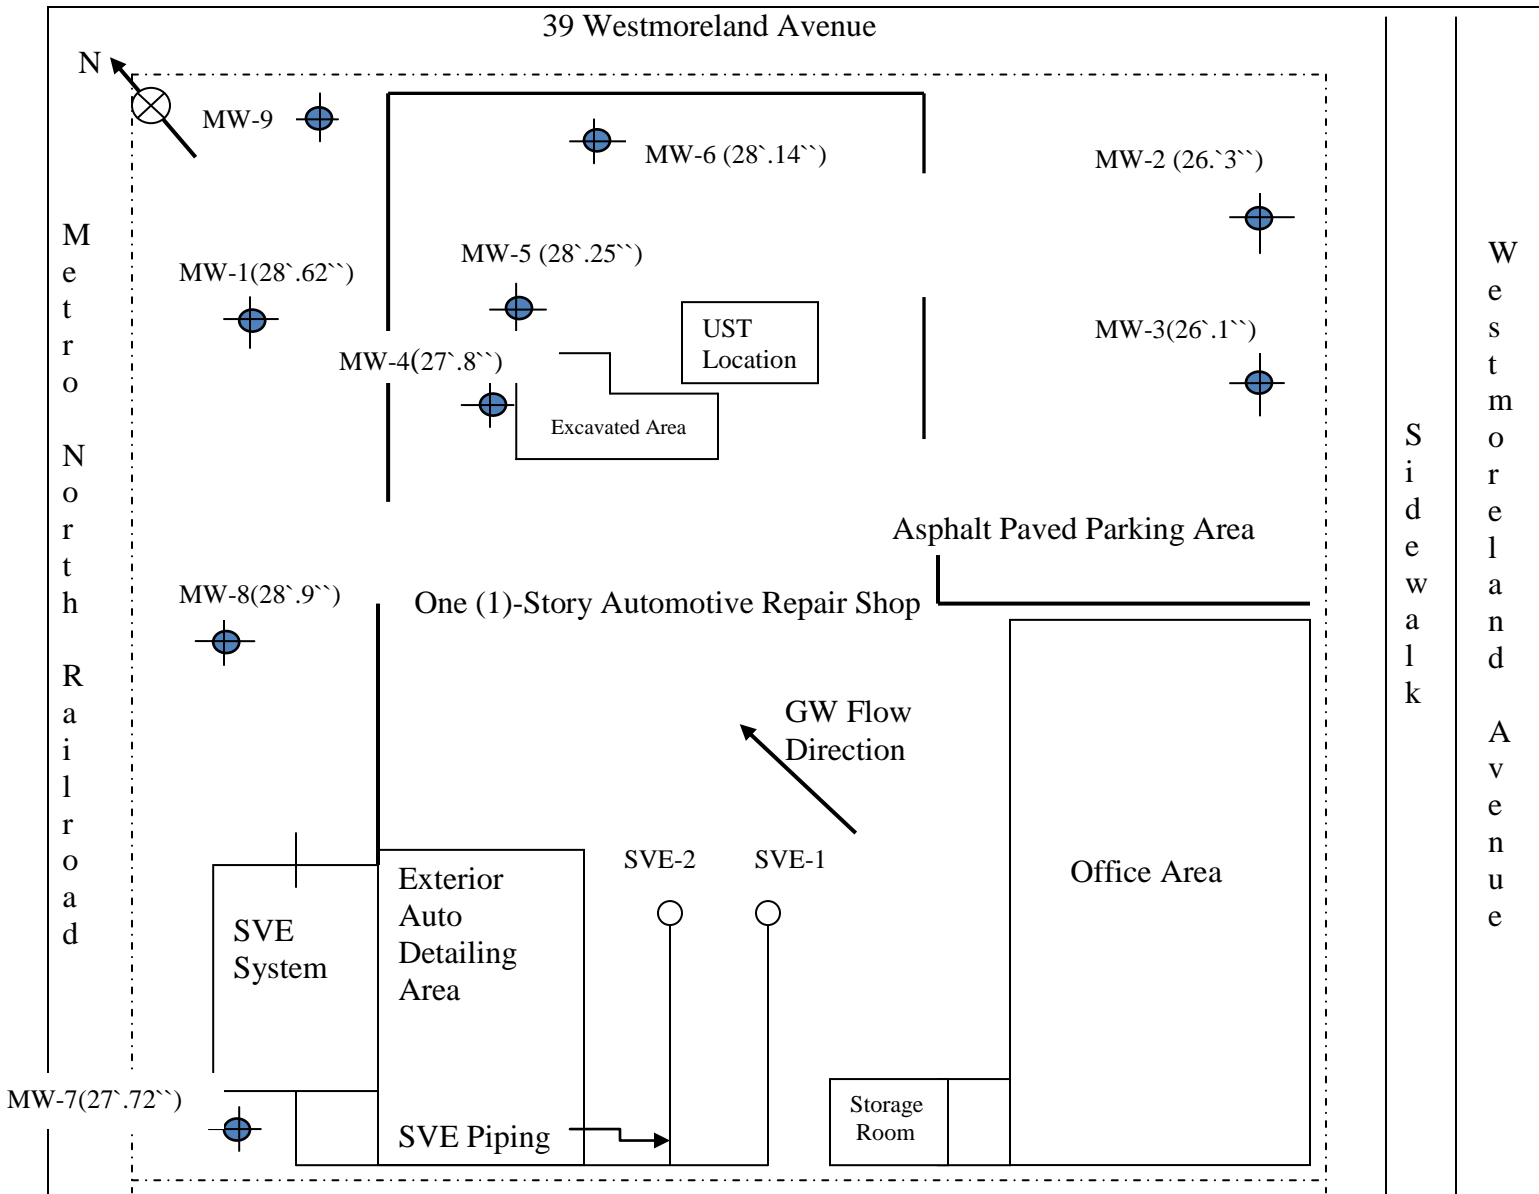 39 Westmoreland Avenue
N
MW-9
MW-6 (28`.14``)
MW-2 (26.`3``)
MW-1(28`.62``)
MW-5 (28`.25``)
MW-4(27`.8``)
UST
Location
MW-3(26`.1``)
Excavated Area
Metro North Railroad
Asphalt Paved Parking Area
MW-8(28`.9``)
One (1)-Story Automotive Repair Shop
Sidewalk
Westmoreland Avenue
GW Flow
Direction
SVE-2
SVE-1
Office Area
Exterior
Auto
Detailing
Area
SVE
System
MW-7(27`.72``)
SVE Piping
Storage
Room